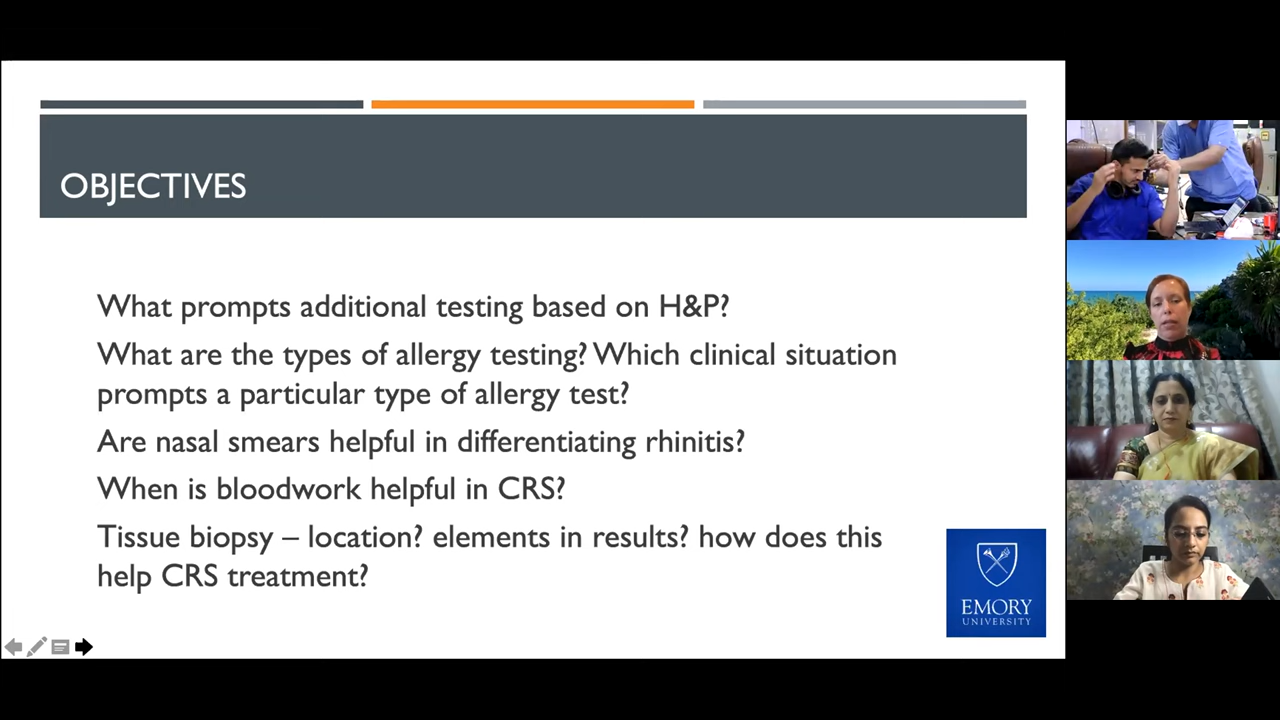 OBJECTIVES
What prompts additional testing based on H&P?
What are the types of allergy testing? Which clinical situation
prompts a particular type of allergy test?
Are nasal smears helpful in differentiating rhinitis?
When is bloodwork helpful in CRS?
Tissue biopsy – location? elements in results? how does this
help CRS treatment?
EMORY
UNIVERSITY